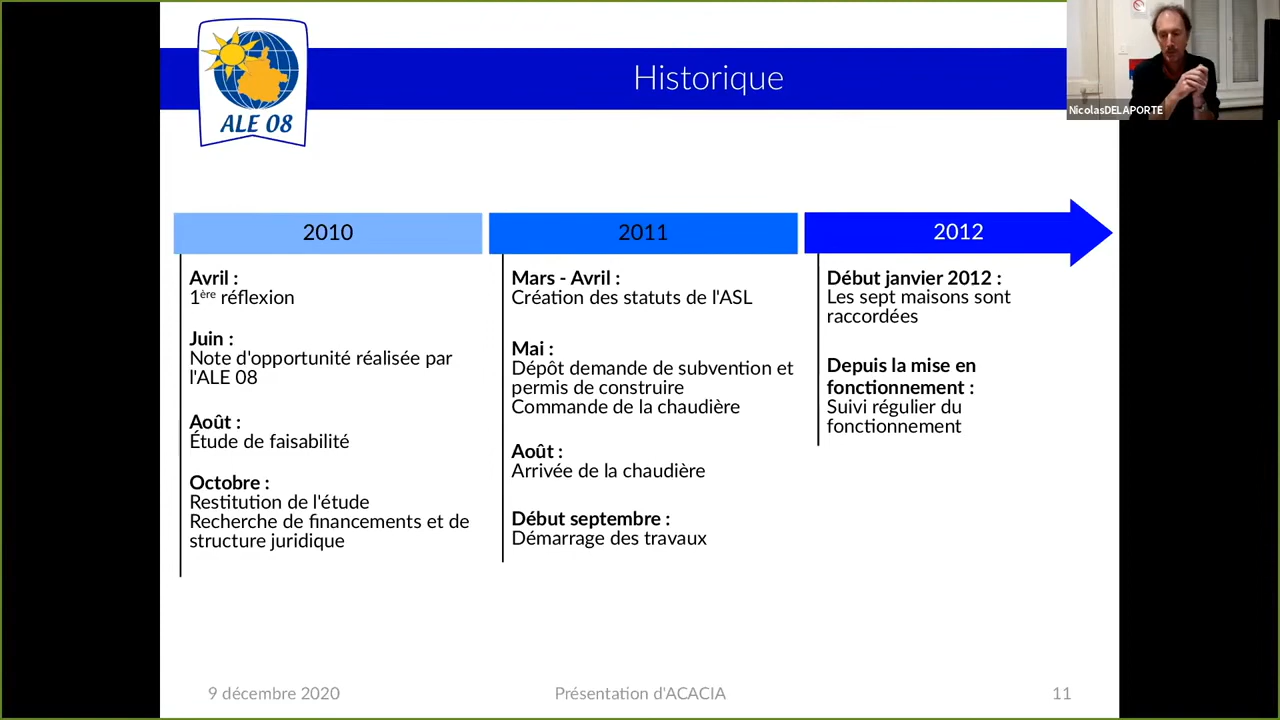 Historique
ALE 08
NicolasDELAPORTE
2010
2011
2012
Avril :
1ère réflexion
Juin :
Note d'opportunité réalisée par
l'ALE 08
Août :
Étude de faisabilité
Octobre :
Restitution de l'étude
Recherche de financements et de
structure juridique
Mars - Avril :
Création des statuts de l'ASL
Mai :
Dépôt demande de subvention et
permis de construire
Commande de la chaudière
Août :
Arrivée de la chaudière
Début septembre :
Démarrage des travaux
Début janvier 2012 :
Les sept maisons sont
raccordées
Depuis la mise en
fonctionnement :
Suivi régulier du
fonctionnement
9 décembre 2020
Présentation d'ACACIA
11